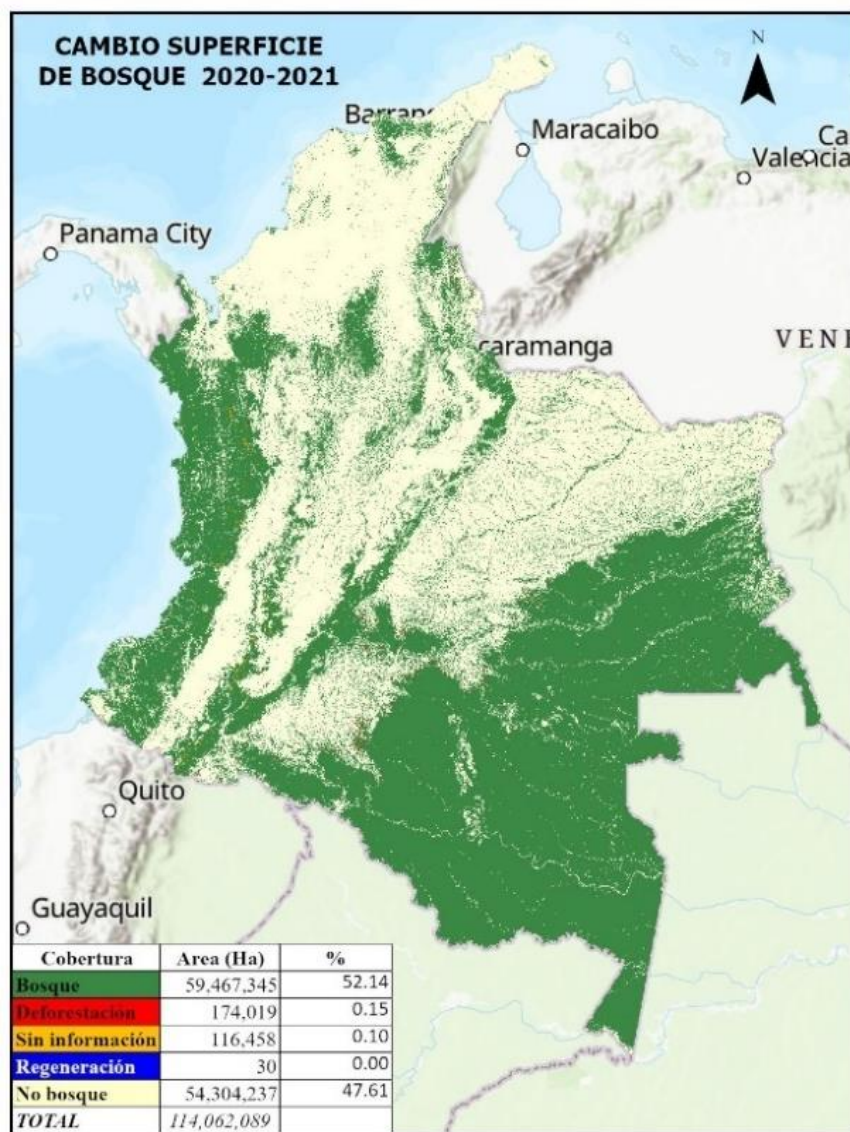 CAMBIO SUPERFICIE
DE BOSQUE 2020-2021
N
Maracaibo
Valencia
Panama City
caramanga
Quito
Guayaquil
Cobertura Area (Ha) %
Bosque 59,467,345 52.14
Deforestación 174,019 0.15
Sin información 116,458 0.10
Regeneración 30 0.00
No bosque 54,304,237 47.61
TOTAL 114,062,089